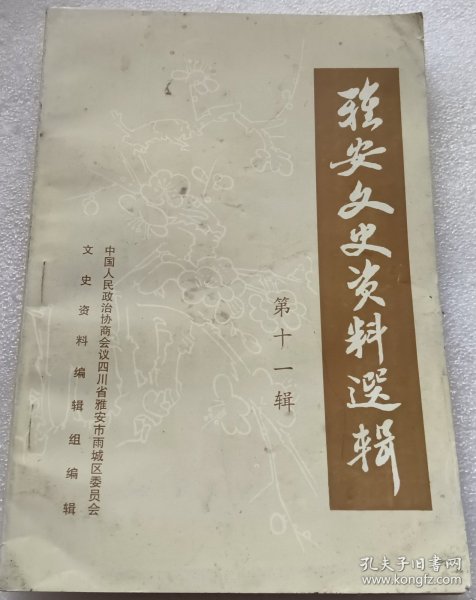 雅安文史资料選辑
第十一辑
中国人民政治协商会议四川省雅安市雨城区委员会
文史资料编辑组编辑
孔夫子旧书网
www.kongfz.com